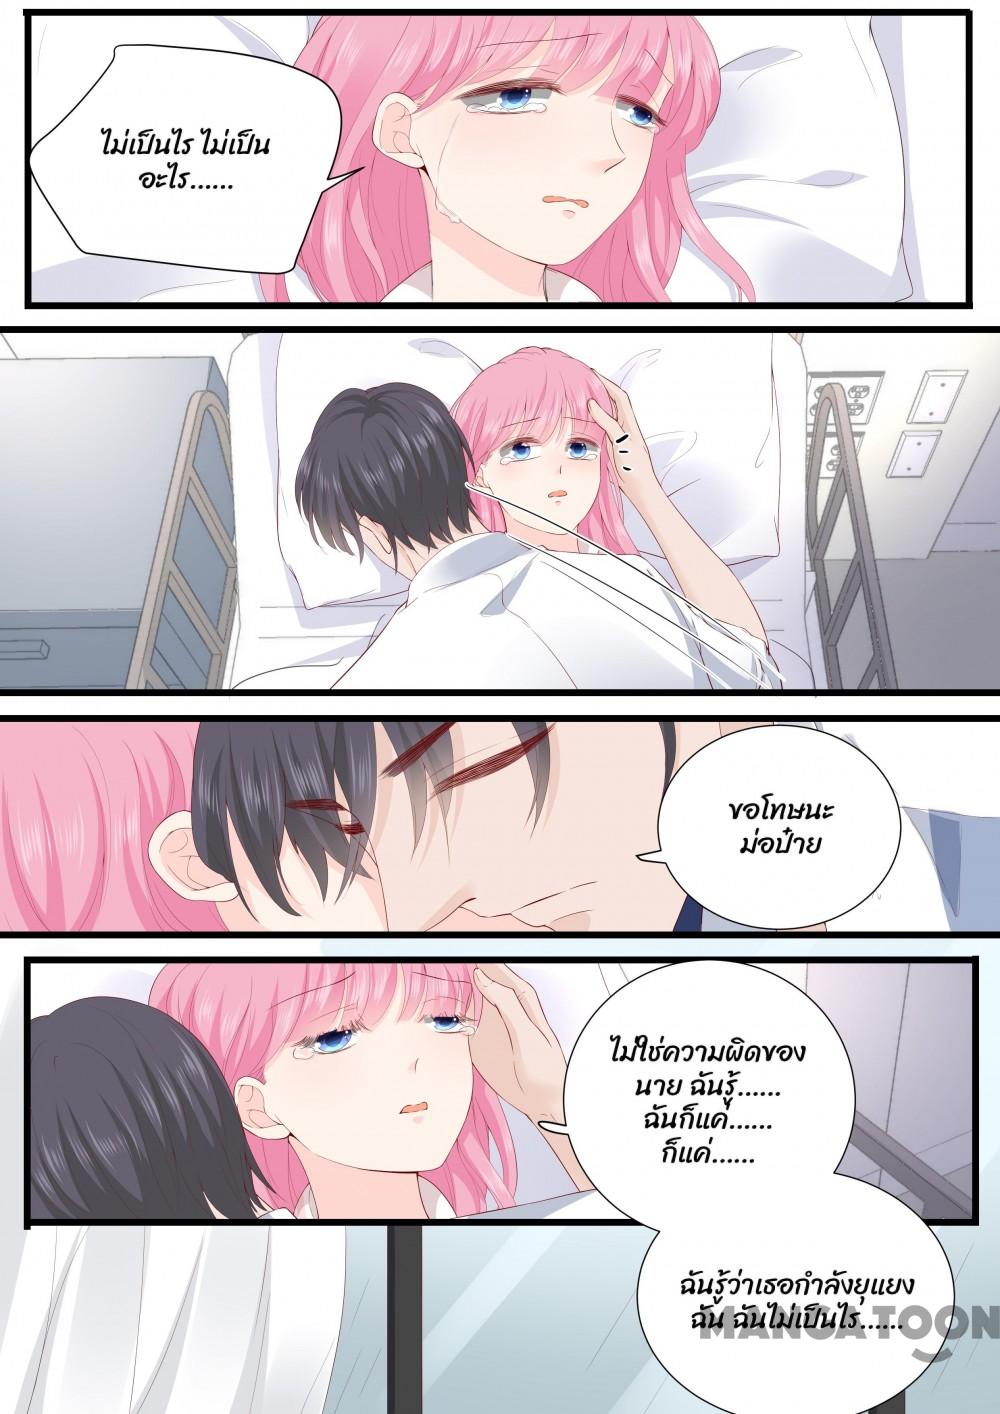 ไม่เป็นไร ไม่เป็น
อะไร......
ขอโทษนะ
ม่อป๋าย
ไม่ใช่ความผิดของ
นาย ฉันรู้......
ฉันก็แค่......
ก็แค่......
ฉันรู้ว่าเธอกำลังยุแยง
ฉัน ฉันไม่เป็นไร......
MANGATOON